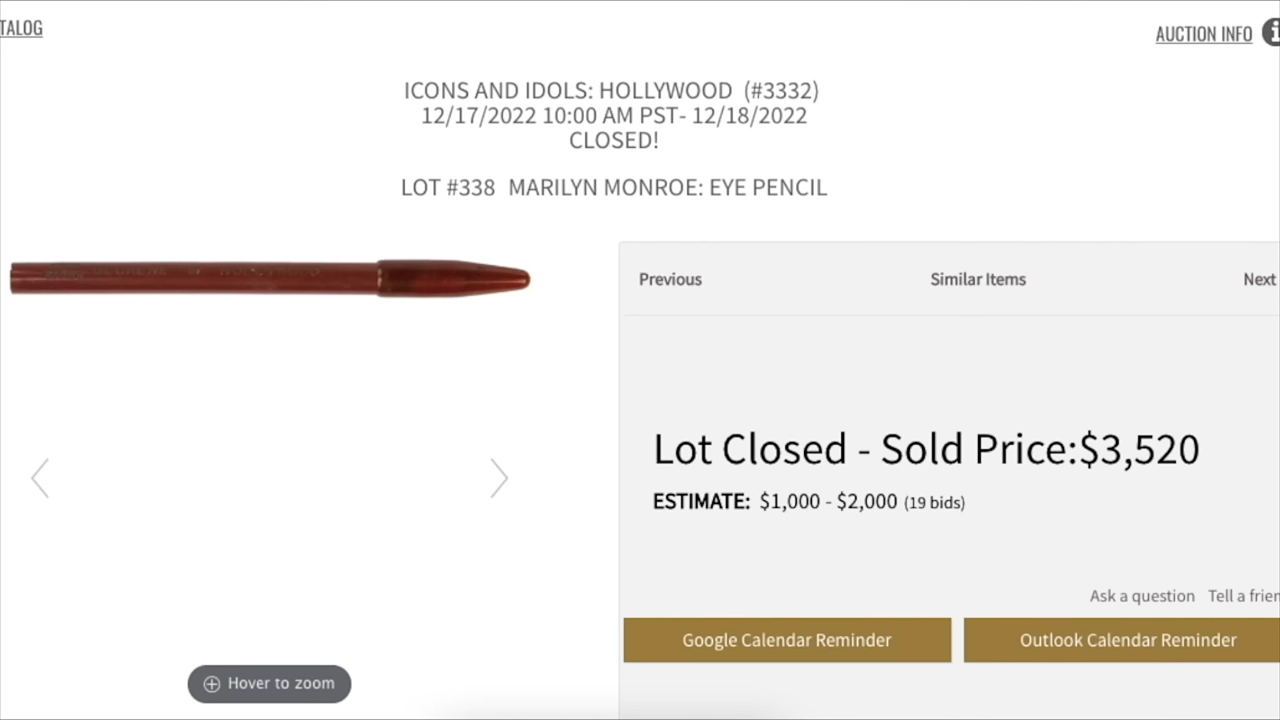 TALOG
AUCTION INFO
ICONS AND IDOLS: HOLLYWOOD (#3332)
12/17/2022 10:00 AM PST- 12/18/2022
CLOSED!
LOT #338 MARILYN MONROE: EYE PENCIL
Previous
Similar Items
Next
Lot Closed - Sold Price:$3,520
ESTIMATE: $1,000 - $2,000 (19 bids)
Ask a question
Tell a frien
Google Calendar Reminder
Outlook Calendar Reminder
Hover to zoom